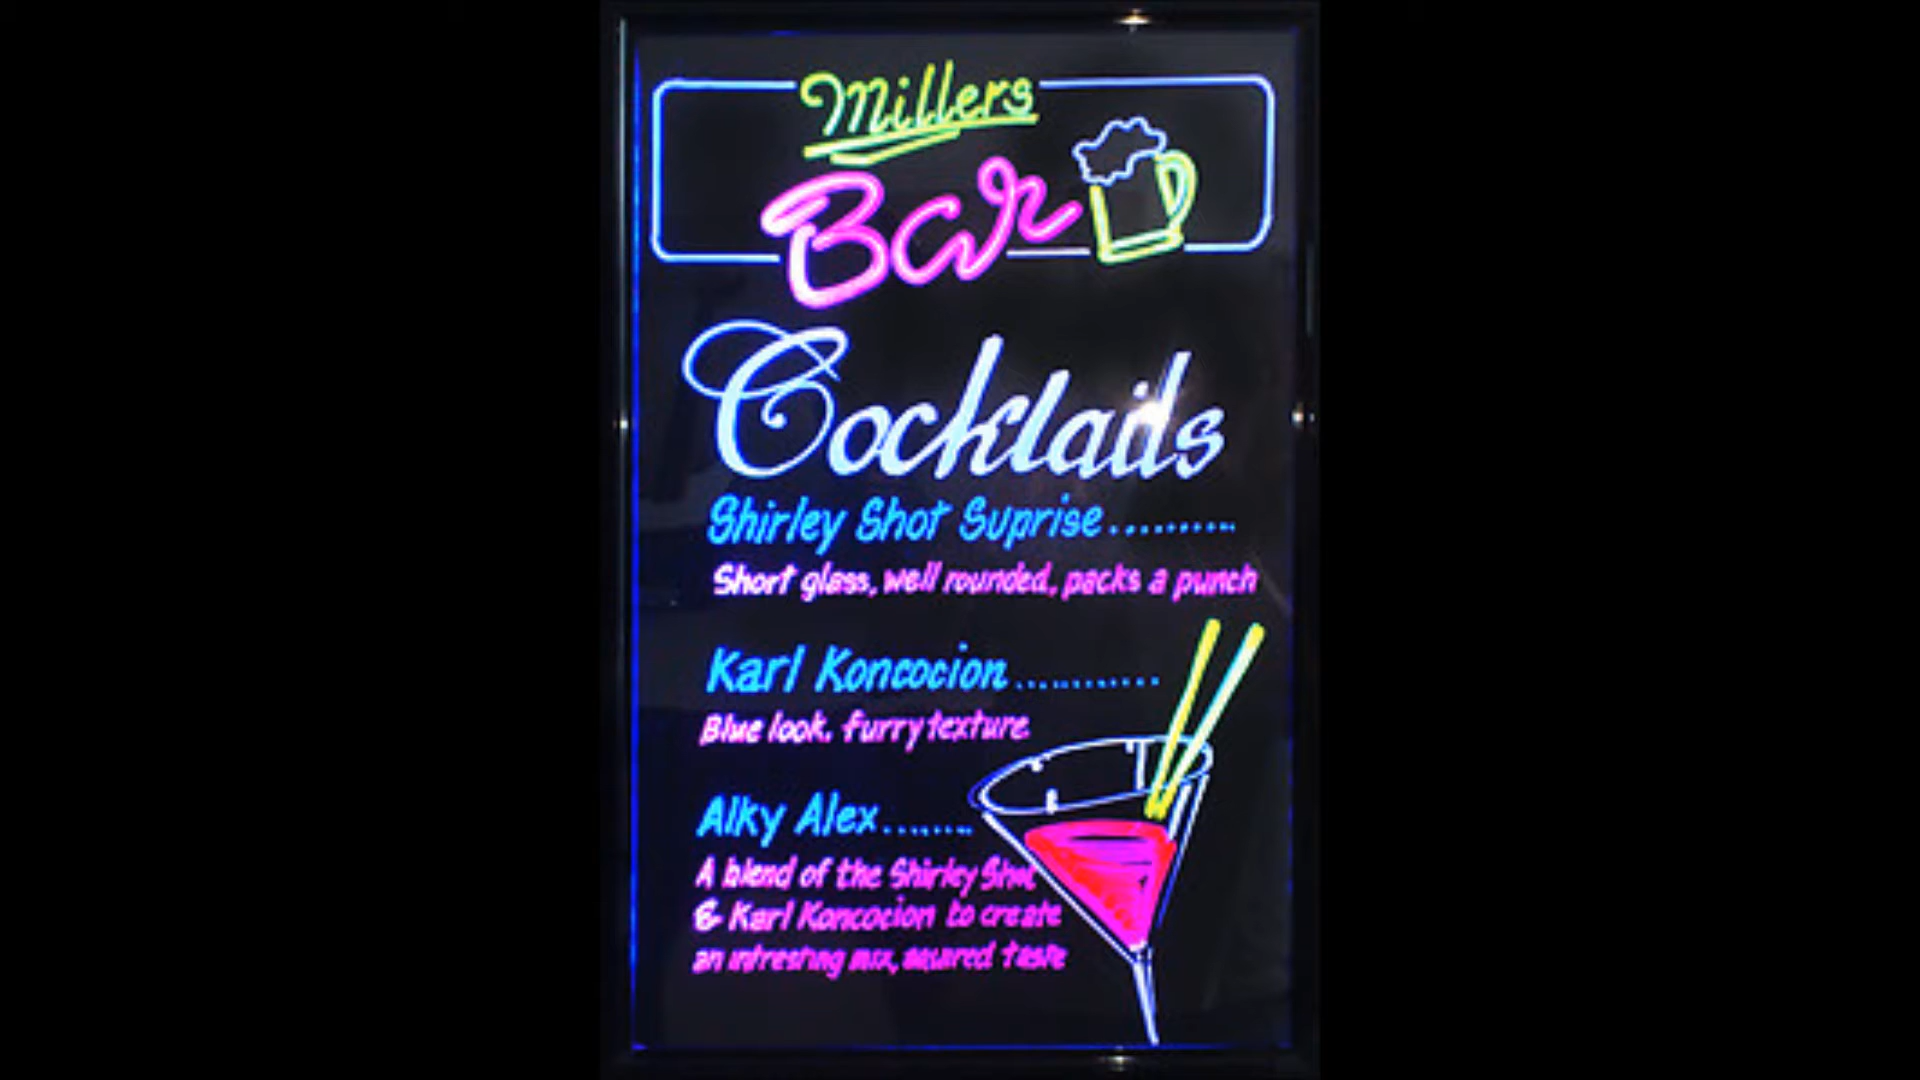 Millers
Bar
Cocktails
Shirley Shot Suprise..........
Short glass, well rounded, packs a punch
Karl Koncocion............
Blue look, furry texture
Alky Alex.......
A blend of the Shirley Shot
& Karl Koncocion to create
an intresting mix, aquired taste